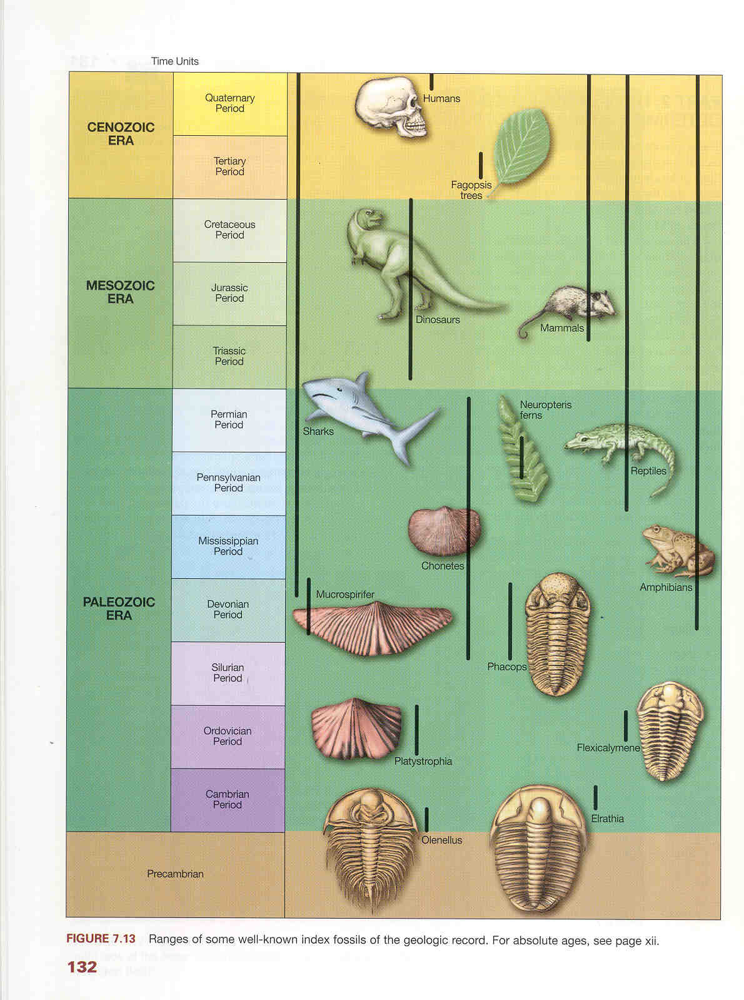 Time Units
CENOZOIC
ERA
Quaternary
Period
Tertiary
Period
MESOZOIC
ERA
Cretaceous
Period
Jurassic
Period
Triassic
Period
PALEOZOIC
ERA
Permian
Period
Pennsylvanian
Period
Mississippian
Period
Devonian
Period
Silurian
Period
Ordovician
Period
Cambrian
Period
Precambrian
Humans
Fagopsis
trees
Dinosaurs
Mammals
Sharks
Neuropteris
ferns
Reptiles
Chonetes
Amphibians
Mucrospirifer
Phacops
Flexicalymene
Platystrophia
Elrathia
Olenellus
FIGURE 7.13 Ranges of some well-known index fossils of the geologic record. For absolute ages, see page xii.
132